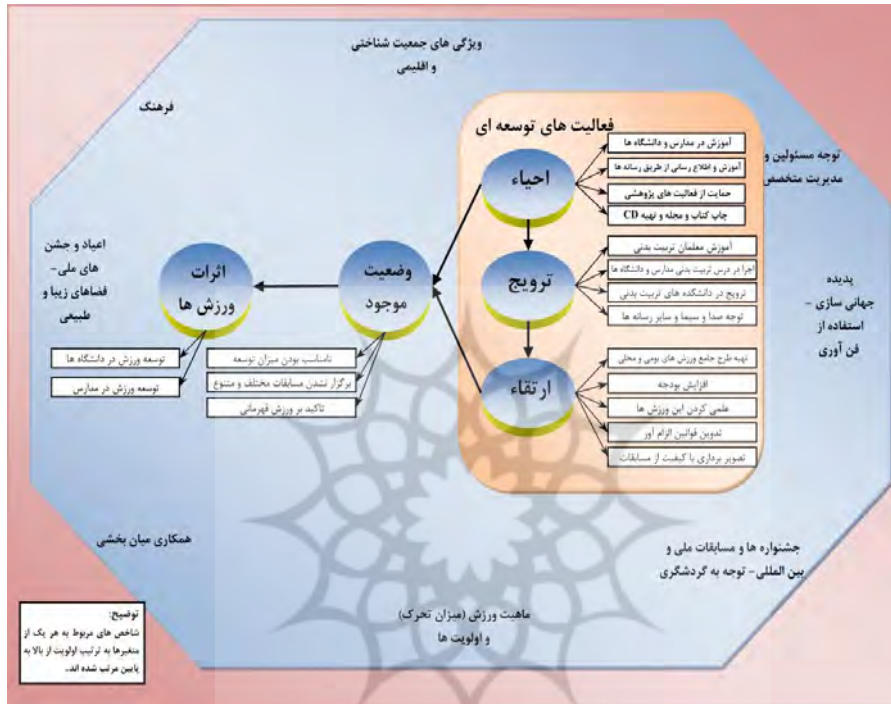 ویژگی های جمعیت شناختی
و اقلیمی
فرهنگ
فعالیت های توسعه ای
توجه مسئولین و
مدیریت متخصص
احیاء
آموزش در مدارس و دانشگاه ها
آموزش و اطلاع رسانی از طریق رسانه ها
حمایت از فعالیت های پژوهشی
چاپ کتاب و مجله و تهیه CD
ترویج
آموزش معلمان تربیت بدنی
اجرا در درس تربیت بدنی مدارس و دانشگاه ها
ترویج در دانشکده های تربیت بدنی
توجه صدا و سیما و سایر رسانه ها
ارتقاء
تهیه طرح جامع ورزش های بومی و محلی
افزایش بودجه
علمی کردن این ورزش ها
تدوین قوانین الزام آور
تصویر برداری با کیفیت از مسابقات
پدیده
جهانی سازی -
استفاده از
فن آوری
وضعیت
موجود
نامناسب بودن میزان توسعه
برگزار نشدن مسابقات مختلف و متنوع
تاکید بر ورزش قهرمانی
اثرات
ورزش ها
توسعه ورزش در دانشگاه ها
توسعه ورزش در مدارس
اعیاد و جشن
های ملی-
فضاهای زیبا و
طبیعی
همکاری میان بخشی
جشنواره ها و مسابقات ملی و
بین المللی- توجه به گردشگری
ماهیت ورزش (میزان تحرک)
و اولویت ها
توضیح:
شاخص های مربوط به هر یک از
متغیرها به ترتیب اولویت از بالا به
پایین مرتب شده اند.